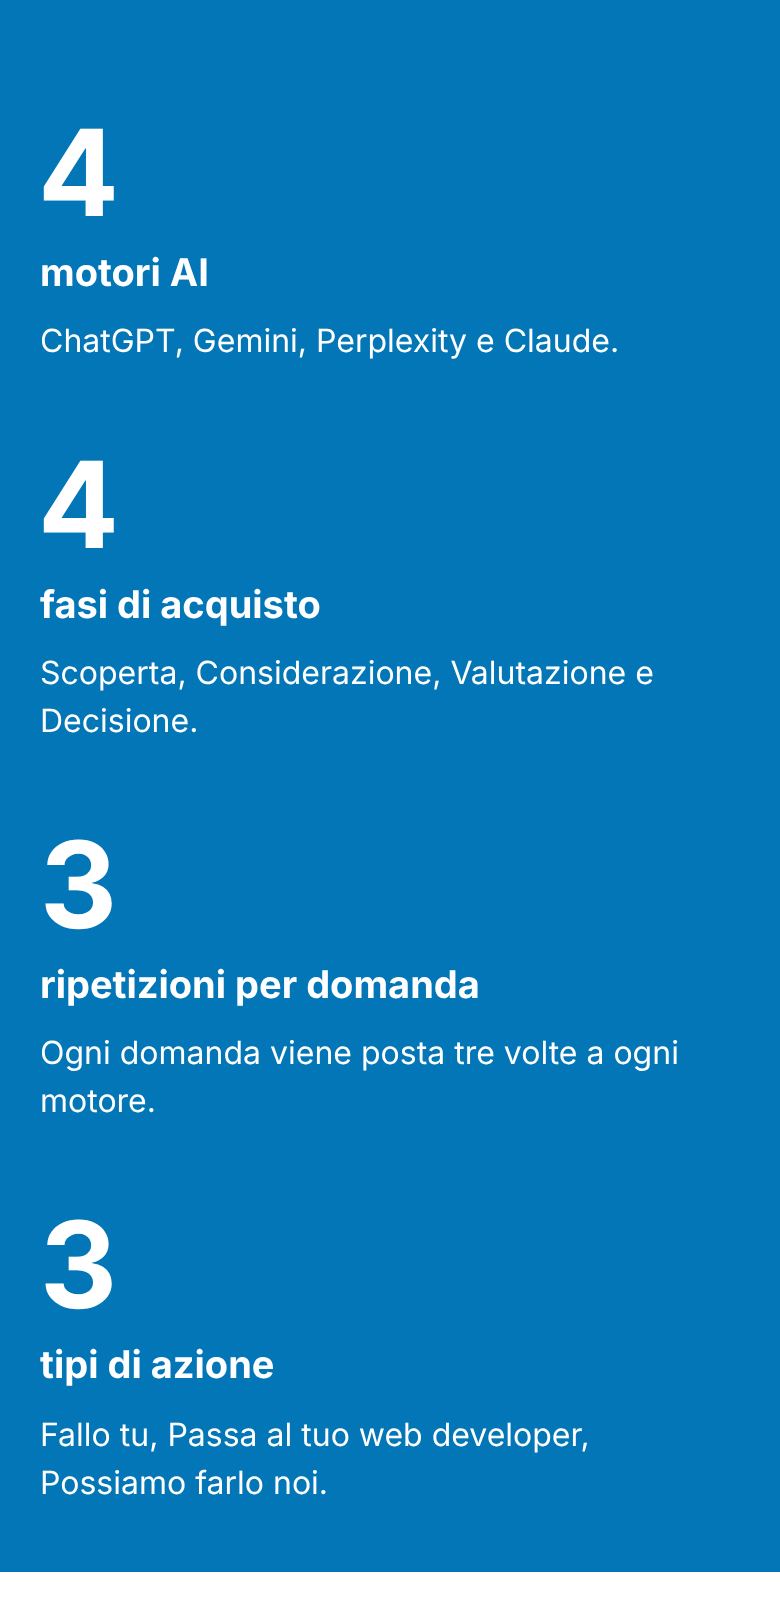 4
motori AI
ChatGPT, Gemini, Perplexity e Claude.
4
fasi di acquisto
Scoperta, Considerazione, Valutazione e
Decisione.
3
ripetizioni per domanda
Ogni domanda viene posta tre volte a ogni
motore.
3
tipi di azione
Fallo tu, Passa al tuo web developer,
Possiamo farlo noi.